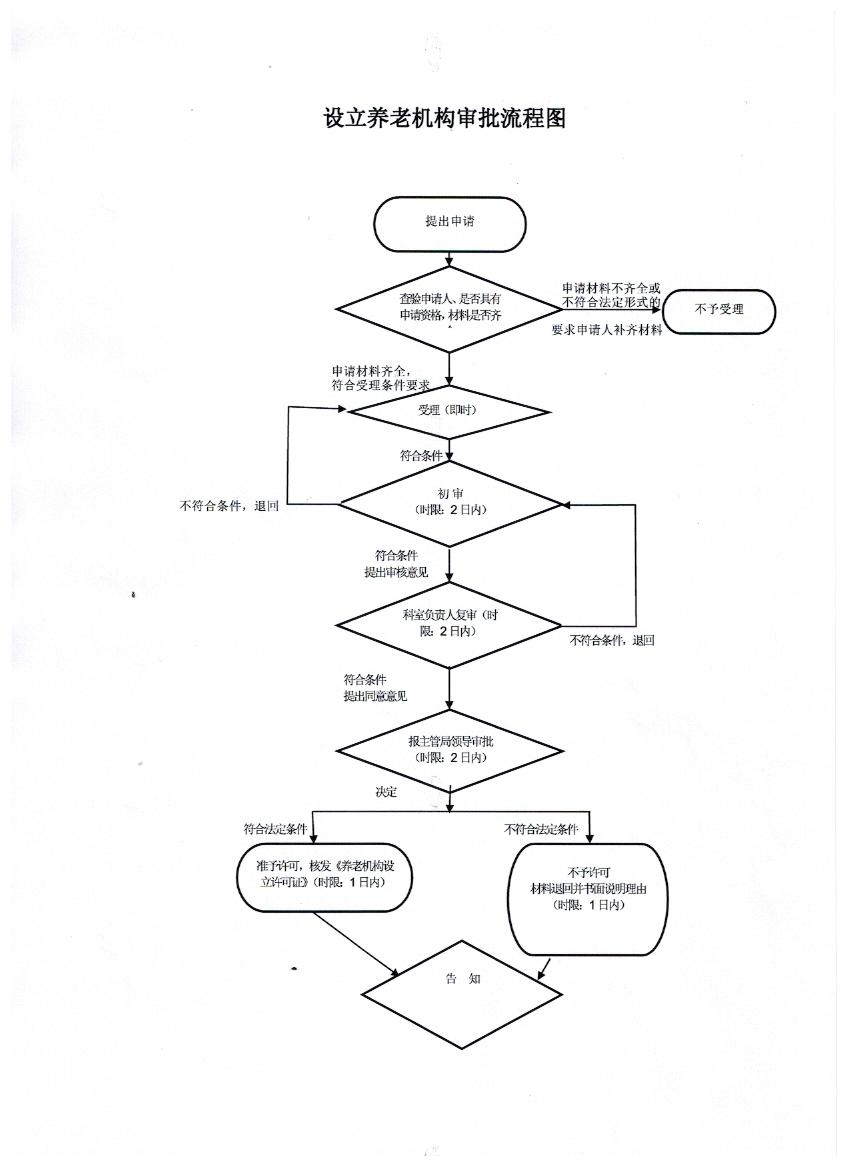 设立养老机构审批流程图
提出申请
查验申请人、是否具有
申请资格，材料是否齐
申请材料不齐全或
不符合法定形式的
要求申请人补齐材料
不予受理
申请材料齐全，
符合受理条件要求
受理（即时）
符合条件
初 审
（时限：2 日内）
不符合条件，退回
符合条件
提出审核意见
科室负责人复审（时
限：2 日内）
不符合条件，退回
符合条件
提出同意意见
报主管局领导审批
（时限：2 日内）
决定
符合法定条件
不符合法定条件
准予许可，核发《养老机构设
立许可证》（时限：1 日内）
不予许可
材料退回并书面说明理由
（时限：1 日内）
告 知